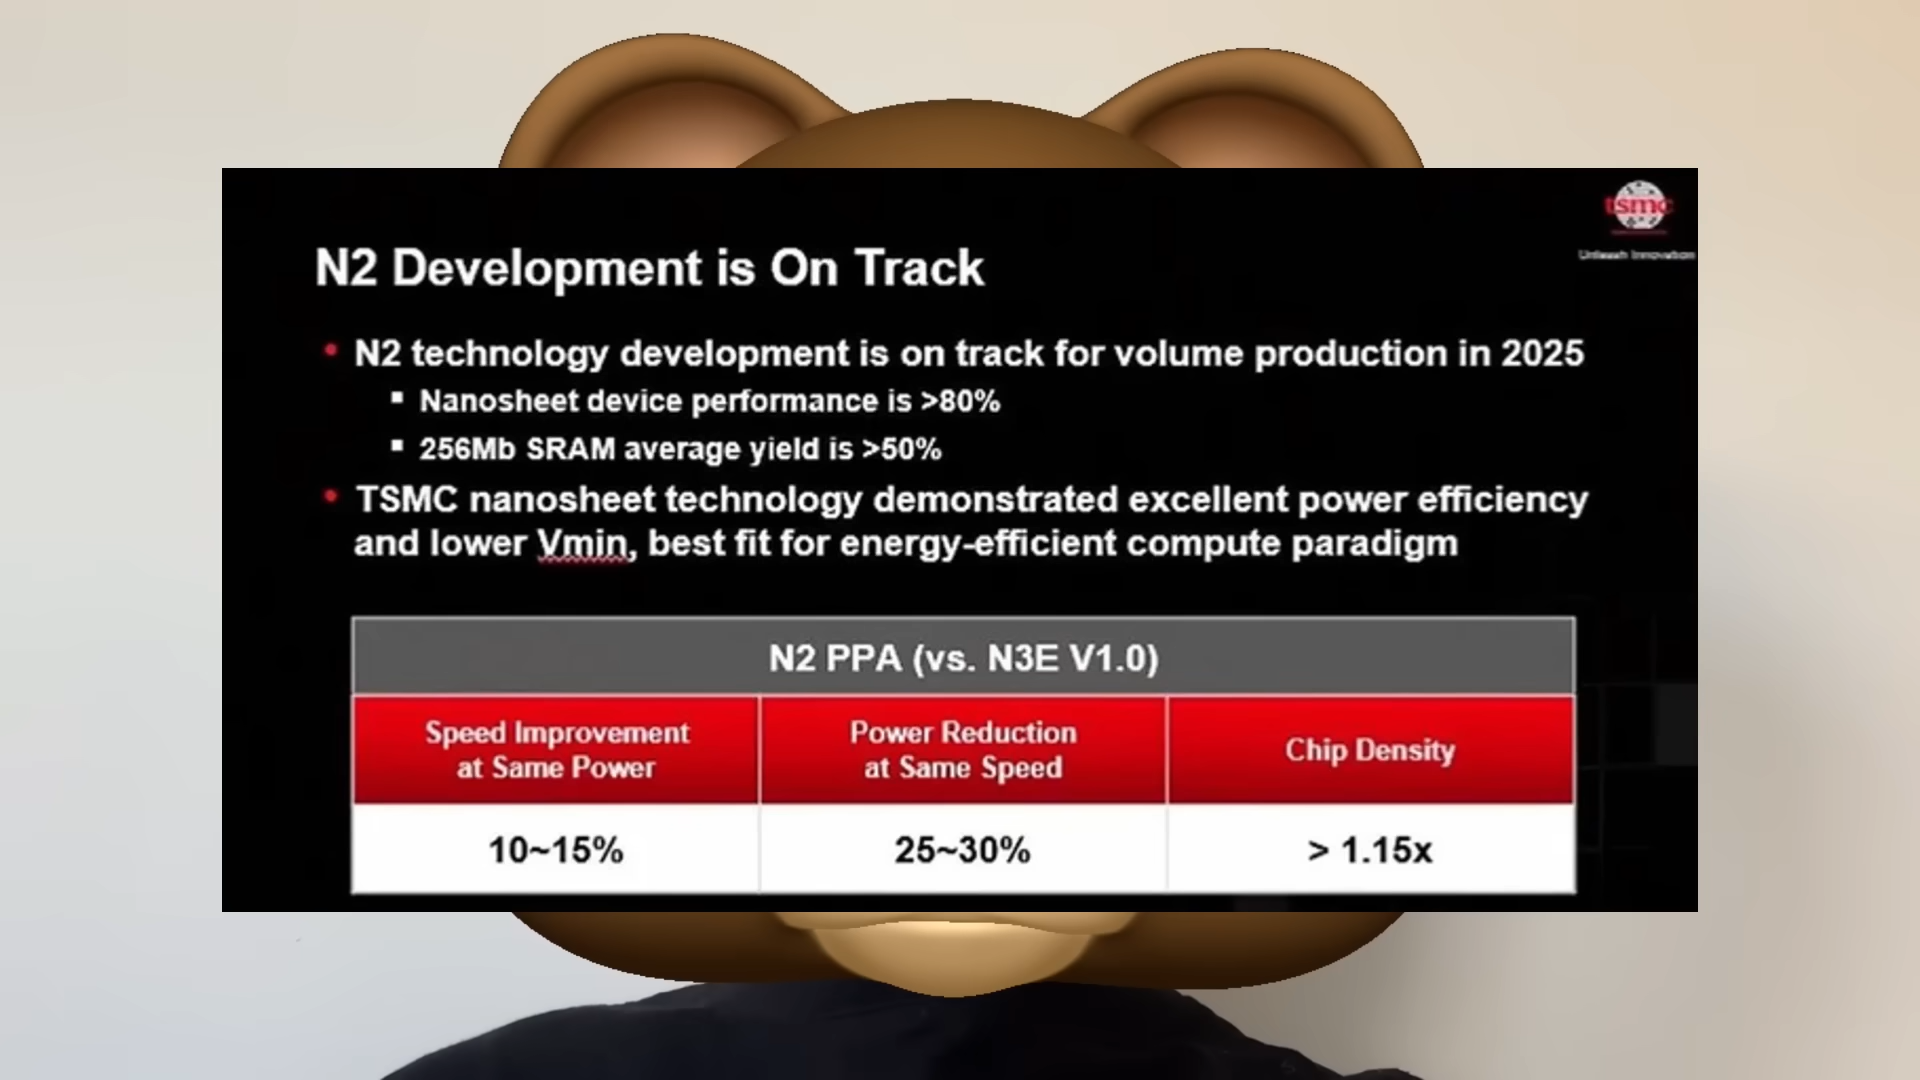 tsmc
Unleash Innovation
N2 Development is On Track
• N2 technology development is on track for volume production in 2025
▪ Nanosheet device performance is >80%
▪ 256Mb SRAM average yield is >50%
• TSMC nanosheet technology demonstrated excellent power efficiency
and lower Vmin, best fit for energy-efficient compute paradigm
N2 PPA (vs. N3E V1.0)
Speed Improvement
at Same Power
Power Reduction
at Same Speed
Chip Density
10~15%
25~30%
> 1.15x